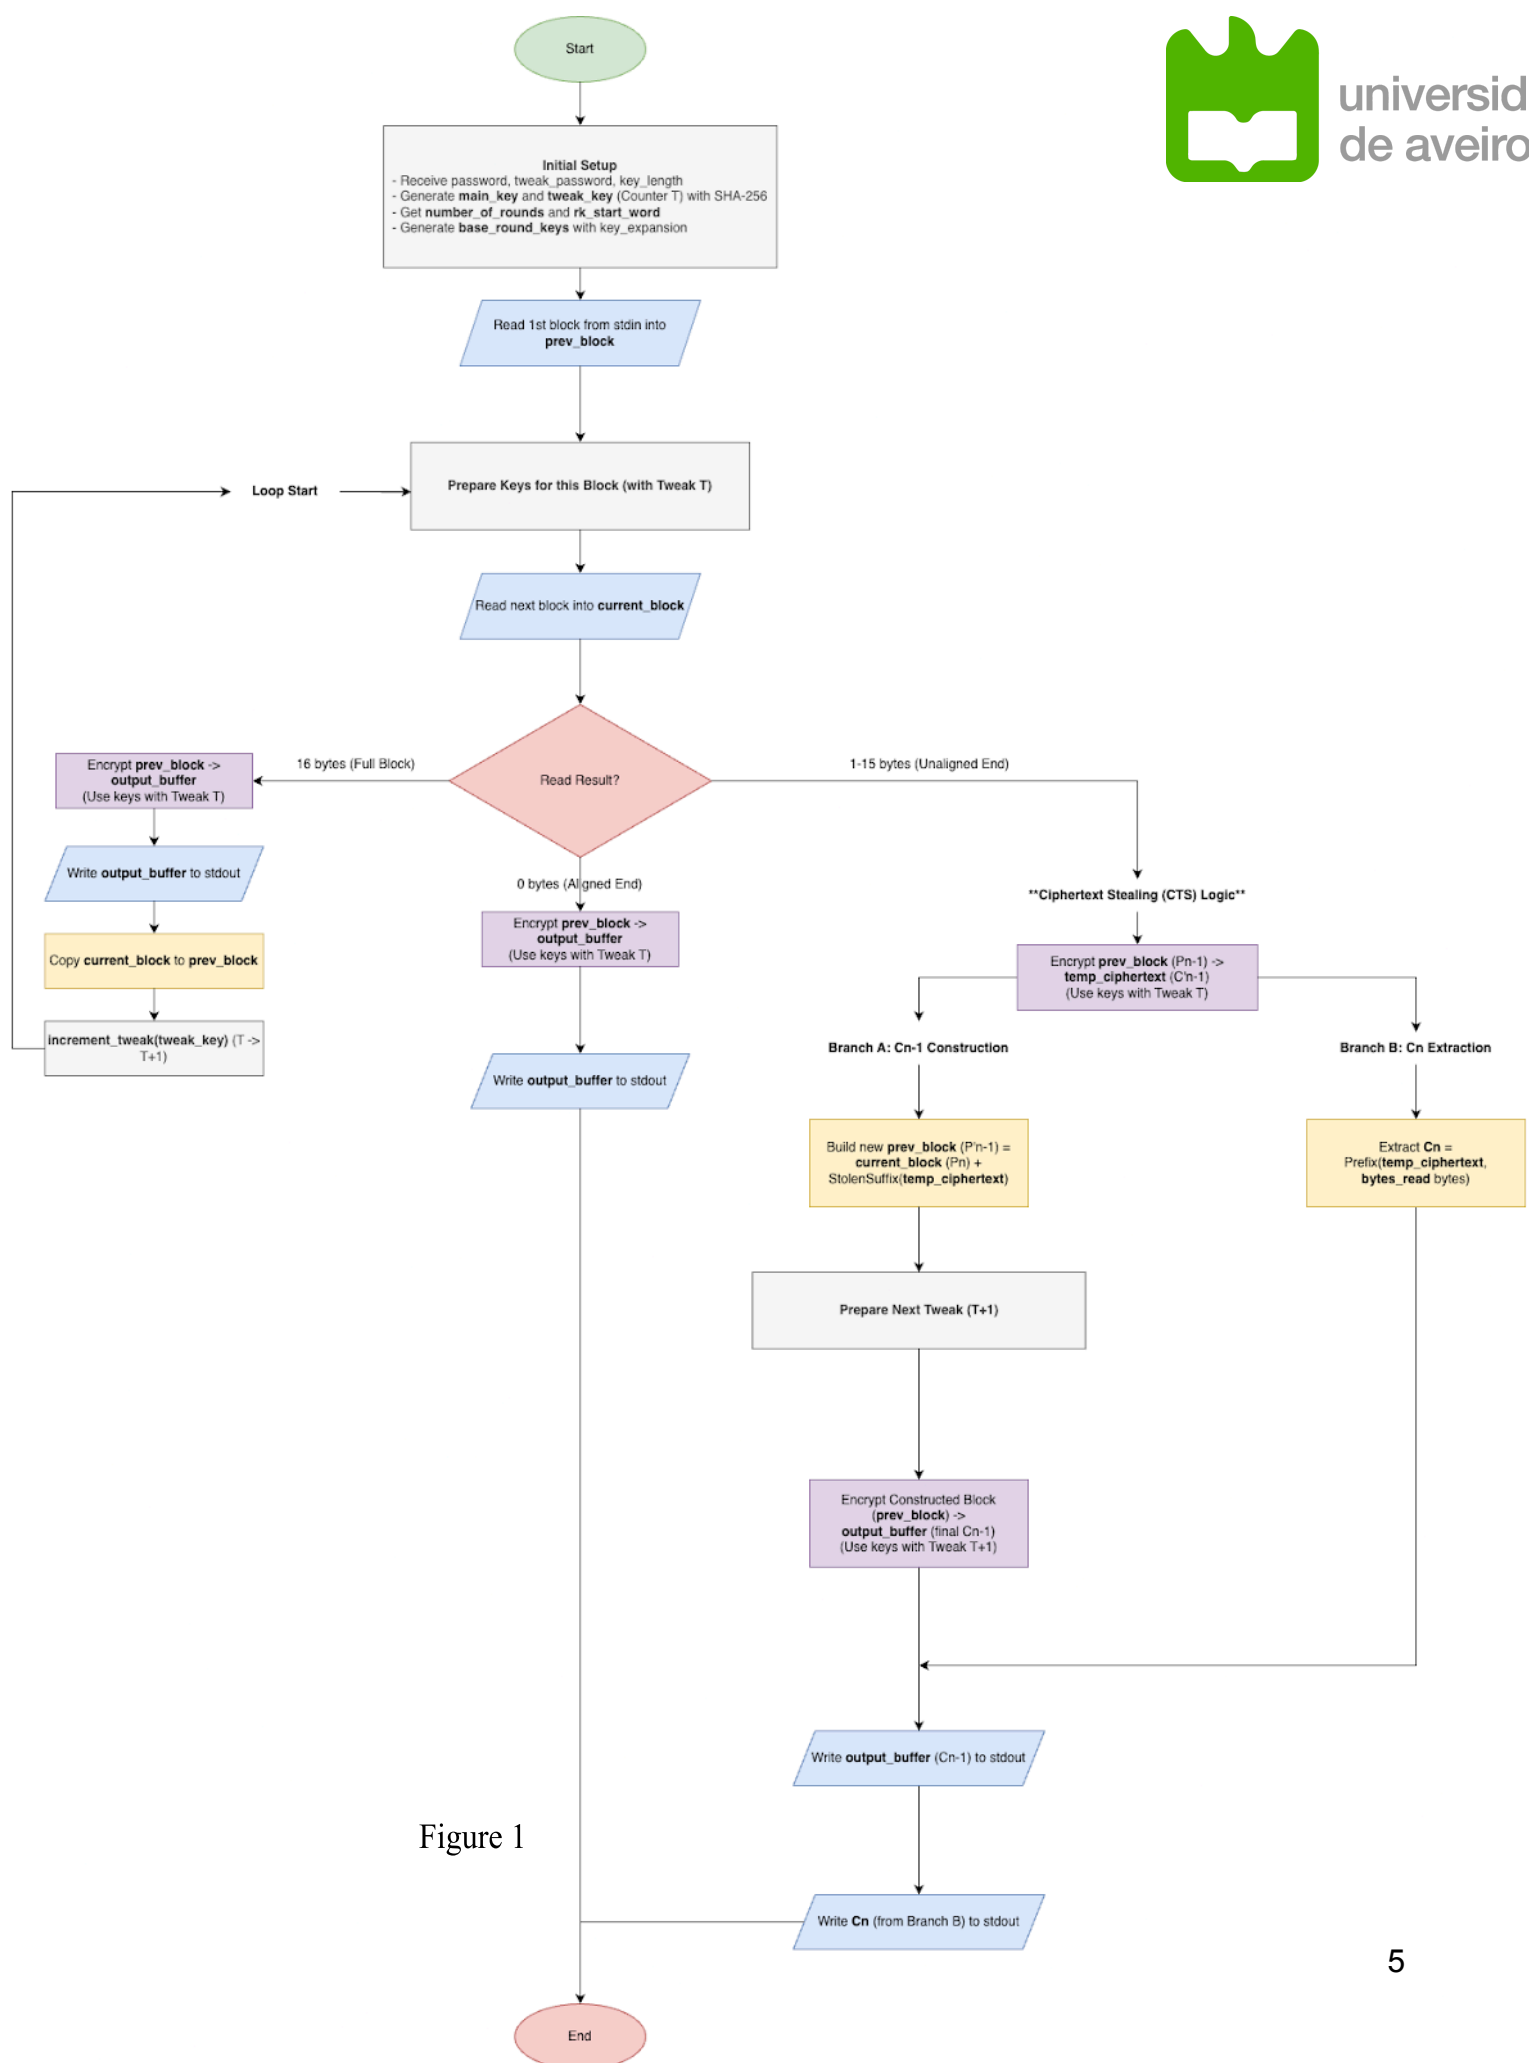 Start
universid
de aveiro
Initial Setup
- Receive password, tweak_password, key_length
- Generate main_key and tweak_key (Counter T) with SHA-256
- Get number_of_rounds and rk_start_word
- Generate base_round_keys with key_expansion
Read 1st block from stdin into
prev_block
Loop Start
Prepare Keys for this Block (with Tweak T)
Read next block into current_block
Read Result?
16 bytes (Full Block)
Encrypt prev_block ->
output_buffer
(Use keys with Tweak T)
Write output_buffer to stdout
Copy current_block to prev_block
increment_tweak(tweak_key) (T ->
T+1)
0 bytes (Aligned End)
Encrypt prev_block ->
output_buffer
(Use keys with Tweak T)
Write output_buffer to stdout
1-15 bytes (Unaligned End)
**Ciphertext Stealing (CTS) Logic**
Encrypt prev_block (Pn-1) ->
temp_ciphertext (C'n-1)
(Use keys with Tweak T)
Branch A: Cn-1 Construction
Build new prev_block (P'n-1) =
current_block (Pn) +
StolenSuffix(temp_ciphertext)
Prepare Next Tweak (T+1)
Encrypt Constructed Block
(prev_block) ->
output_buffer (final Cn-1)
(Use keys with Tweak T+1)
Branch B: Cn Extraction
Extract Cn =
Prefix(temp_ciphertext,
bytes_read bytes)
Write output_buffer (Cn-1) to stdout
Write Cn (from Branch B) to stdout
Figure 1
End
5